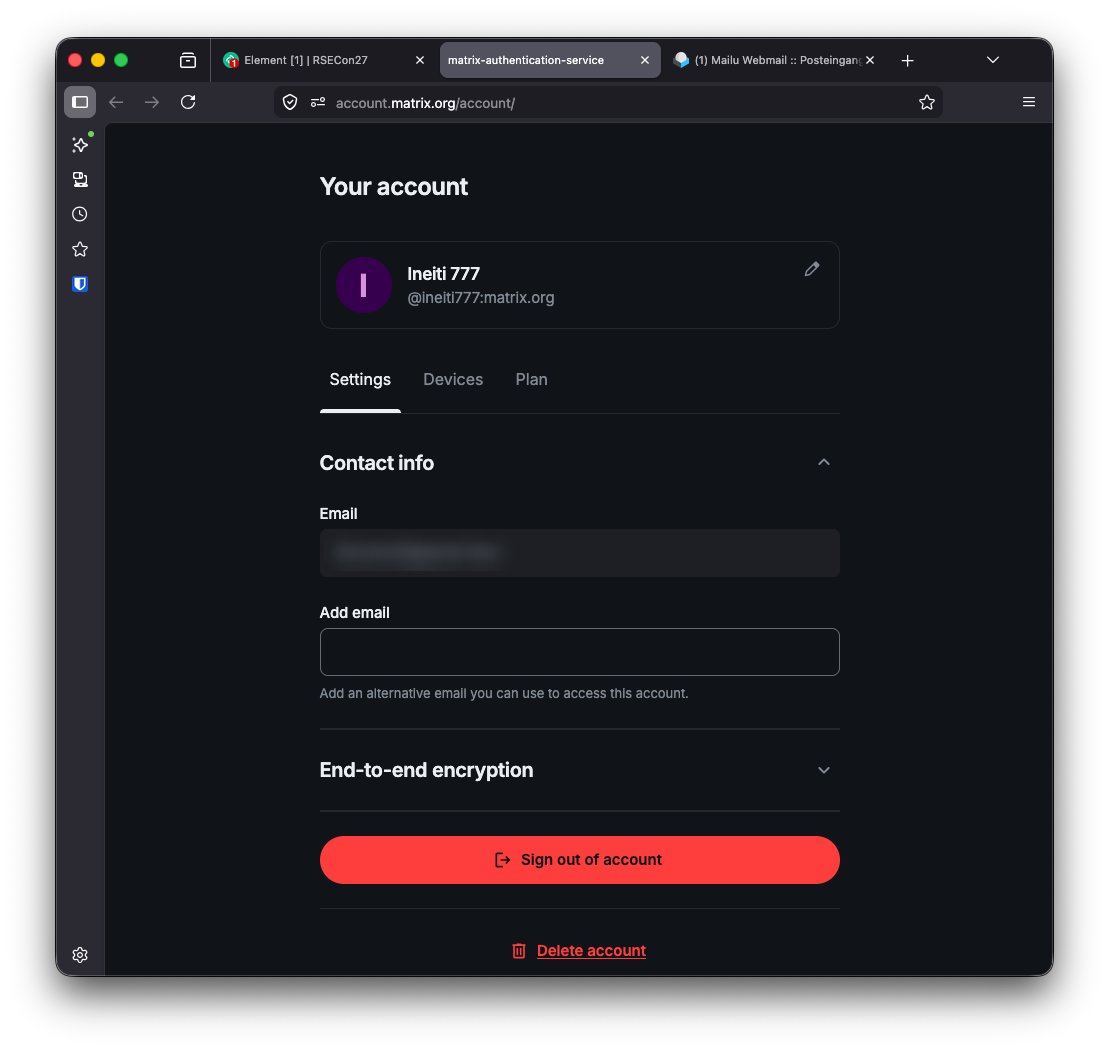 Element [1] | RSECon27
matrix-authentication-service
(1) Mailu Webmail :: Posteingang
account.matrix.org/account/
Your account
I
Ineiti 777
@ineiti777:matrix.org
Settings Devices Plan
Contact info
Email
Add email
Add an alternative email you can use to access this account.
End-to-end encryption
Sign out of account
Delete account